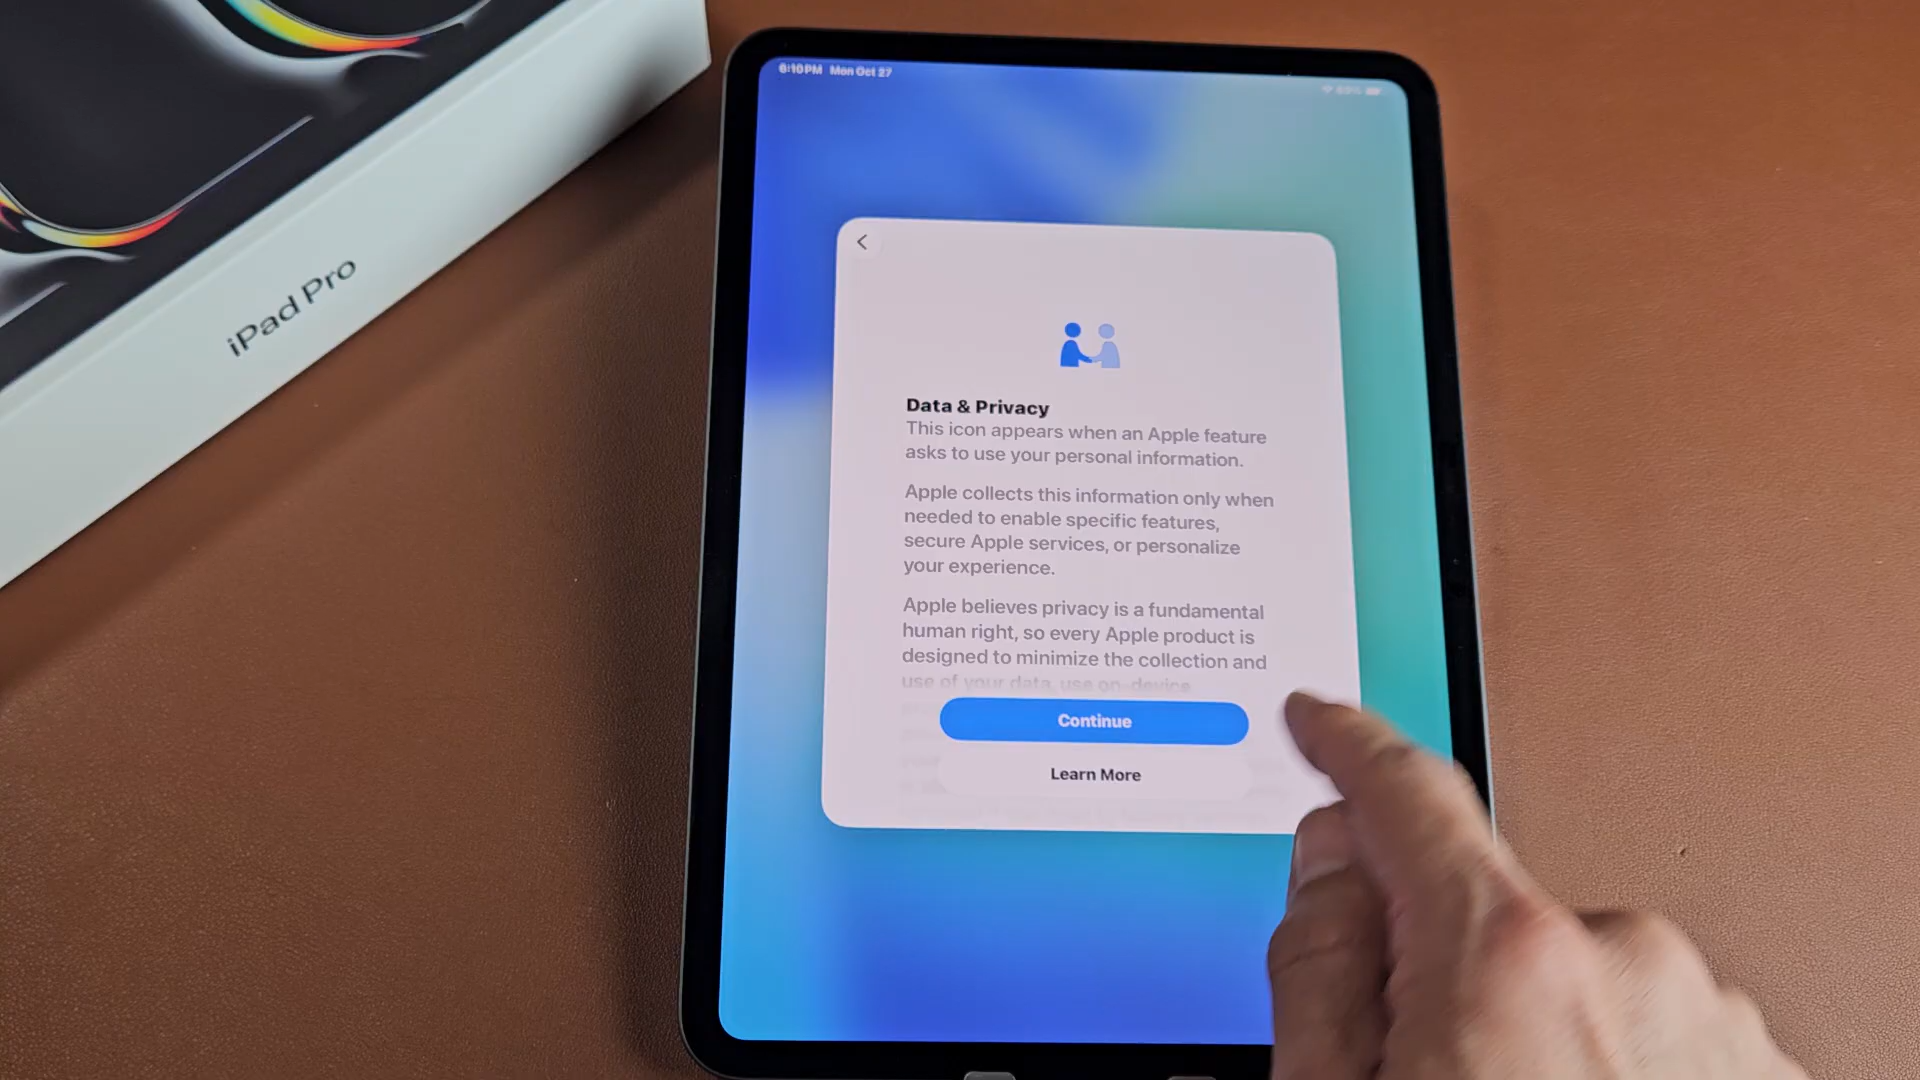 iPad Pro
6:10PM Mon Oct 27
Data & Privacy
This icon appears when an Apple feature
asks to use your personal information.
Apple collects this information only when
needed to enable specific features,
secure Apple services, or personalize
your experience.
Apple believes privacy is a fundamental
human right, so every Apple product is
designed to minimize the collection and
use of your data, use on-device
Continue
Learn More